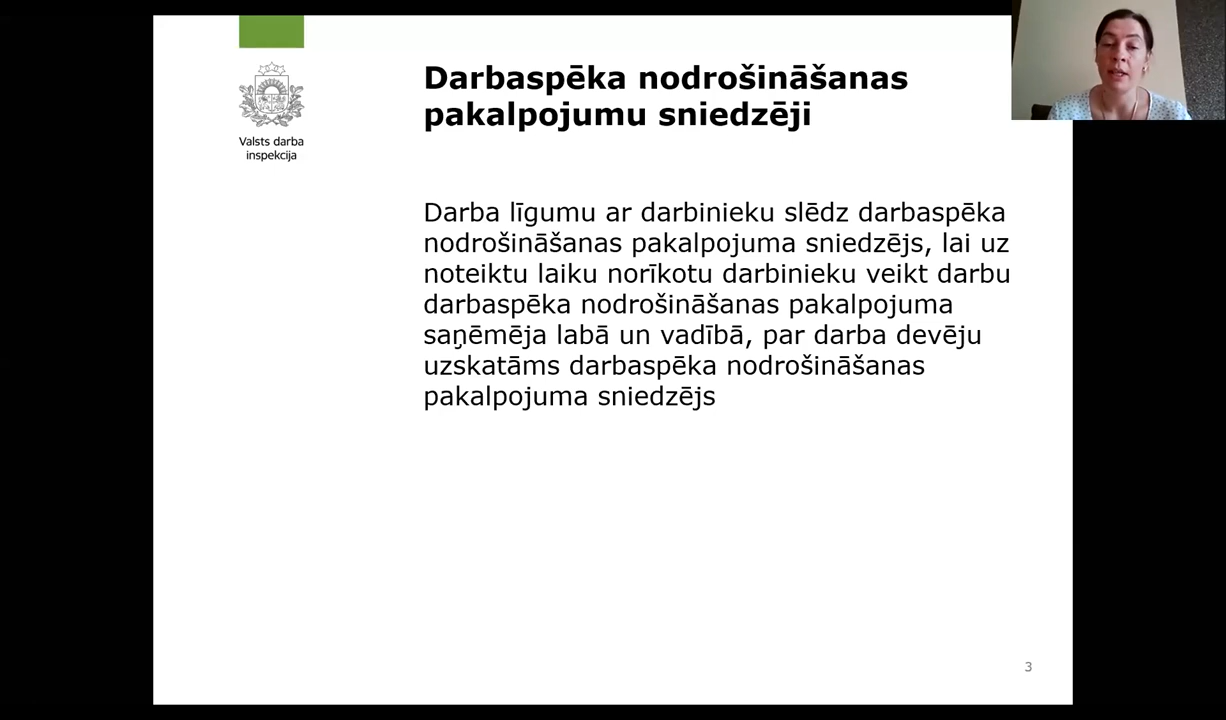 Valsts darba
inspekcija
Darbaspēka nodrošināšanas
pakalpojumu sniedzēji
Darba līgumu ar darbinieku slēdz darbaspēka
nodrošināšanas pakalpojuma sniedzējs, lai uz
noteiktu laiku norīkotu darbinieku veikt darbu
darbaspēka nodrošināšanas pakalpojuma
saņēmēja labā un vadībā, par darba devēju
uzskatāms darbaspēka nodrošināšanas
pakalpojuma sniedzējs
3